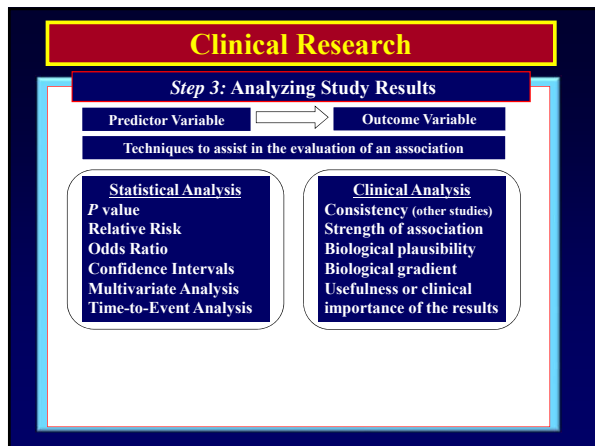 Clinical Research
Step 3: Analyzing Study Results
Predictor Variable
Outcome Variable
Techniques to assist in the evaluation of an association
Statistical Analysis
P value
Relative Risk
Odds Ratio
Confidence Intervals
Multivariate Analysis
Time-to-Event Analysis
Clinical Analysis
Consistency (other studies)
Strength of association
Biological plausibility
Biological gradient
Usefulness or clinical
importance of the results